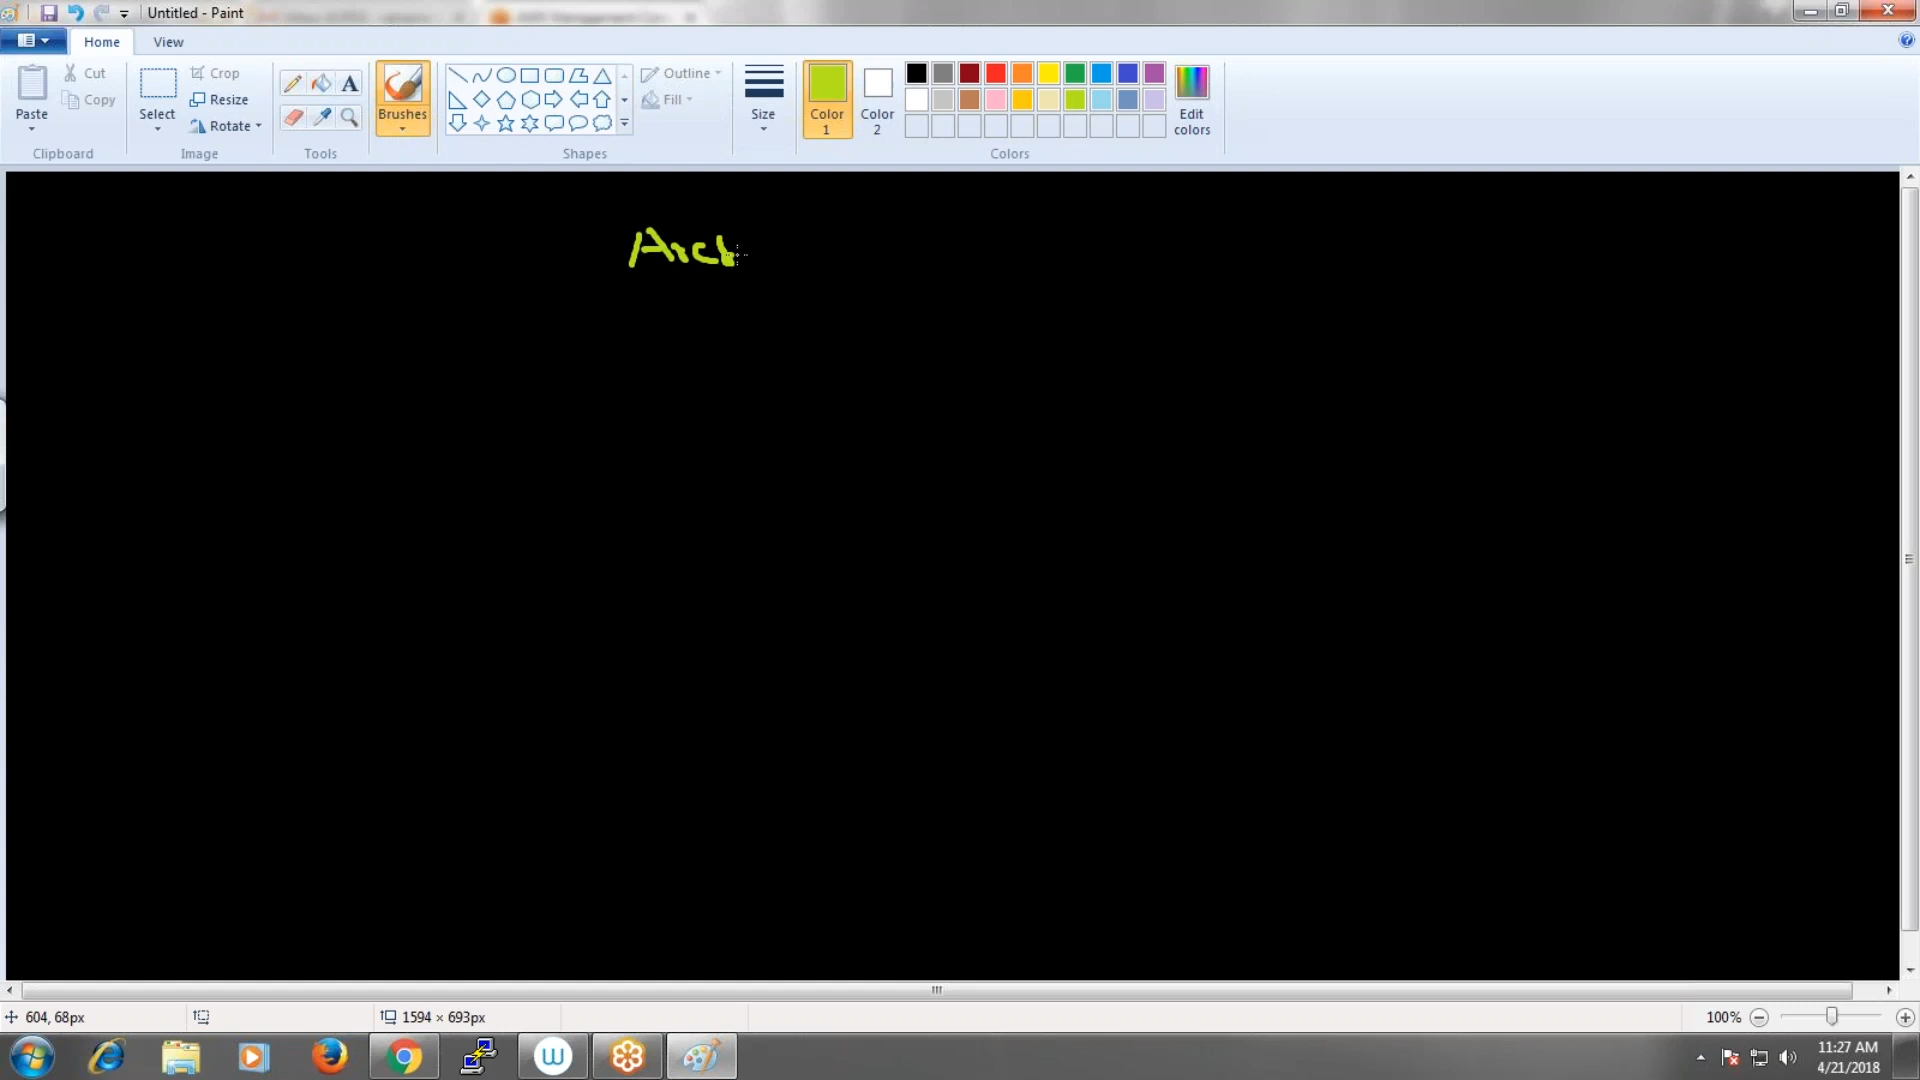 Untitled - Paint
Home View
Paste
Cut
Copy
Clipboard
Select
Crop
Resize
Rotate
Image
A
Tools
Brushes
Shapes
Outline
Fill
Size
Color 1
Color 2
Edit colors
Colors
604, 68px
1594 × 693px
100%
11:27 AM
4/21/2018